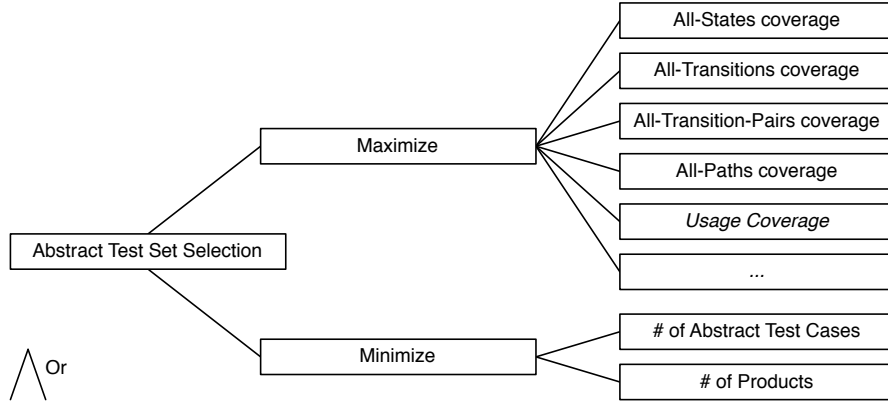 All-States coverage
All-Transitions coverage
All-Transition-Pairs coverage
Maximize
All-Paths coverage
Usage Coverage
Abstract Test Set Selection
...
# of Abstract Test Cases
Minimize
Or
# of Products